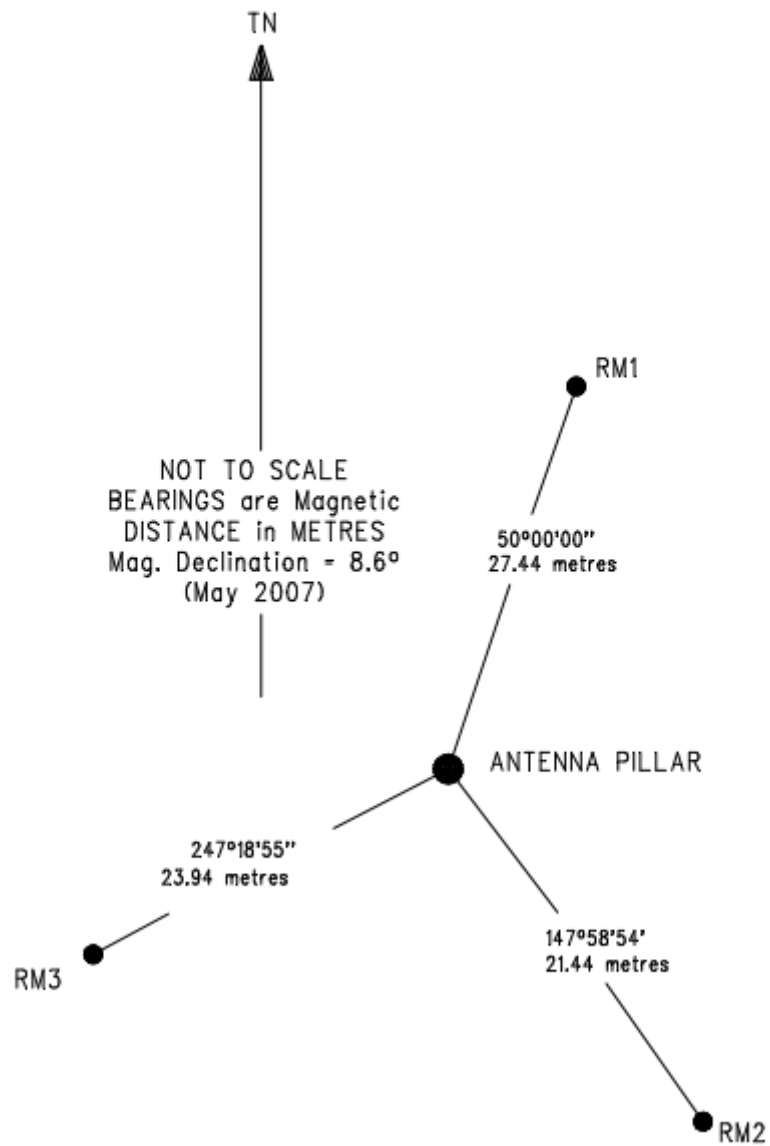 TN
RM1
NOT TO SCALE
BEARINGS are Magnetic
DISTANCE in METRES
Mag. Declination = 8.6º
(May 2007)
50º00'00"
27.44 metres
ANTENNA PILLAR
247º18'55"
23.94 metres
147º58'54'
21.44 metres
RM3
RM2